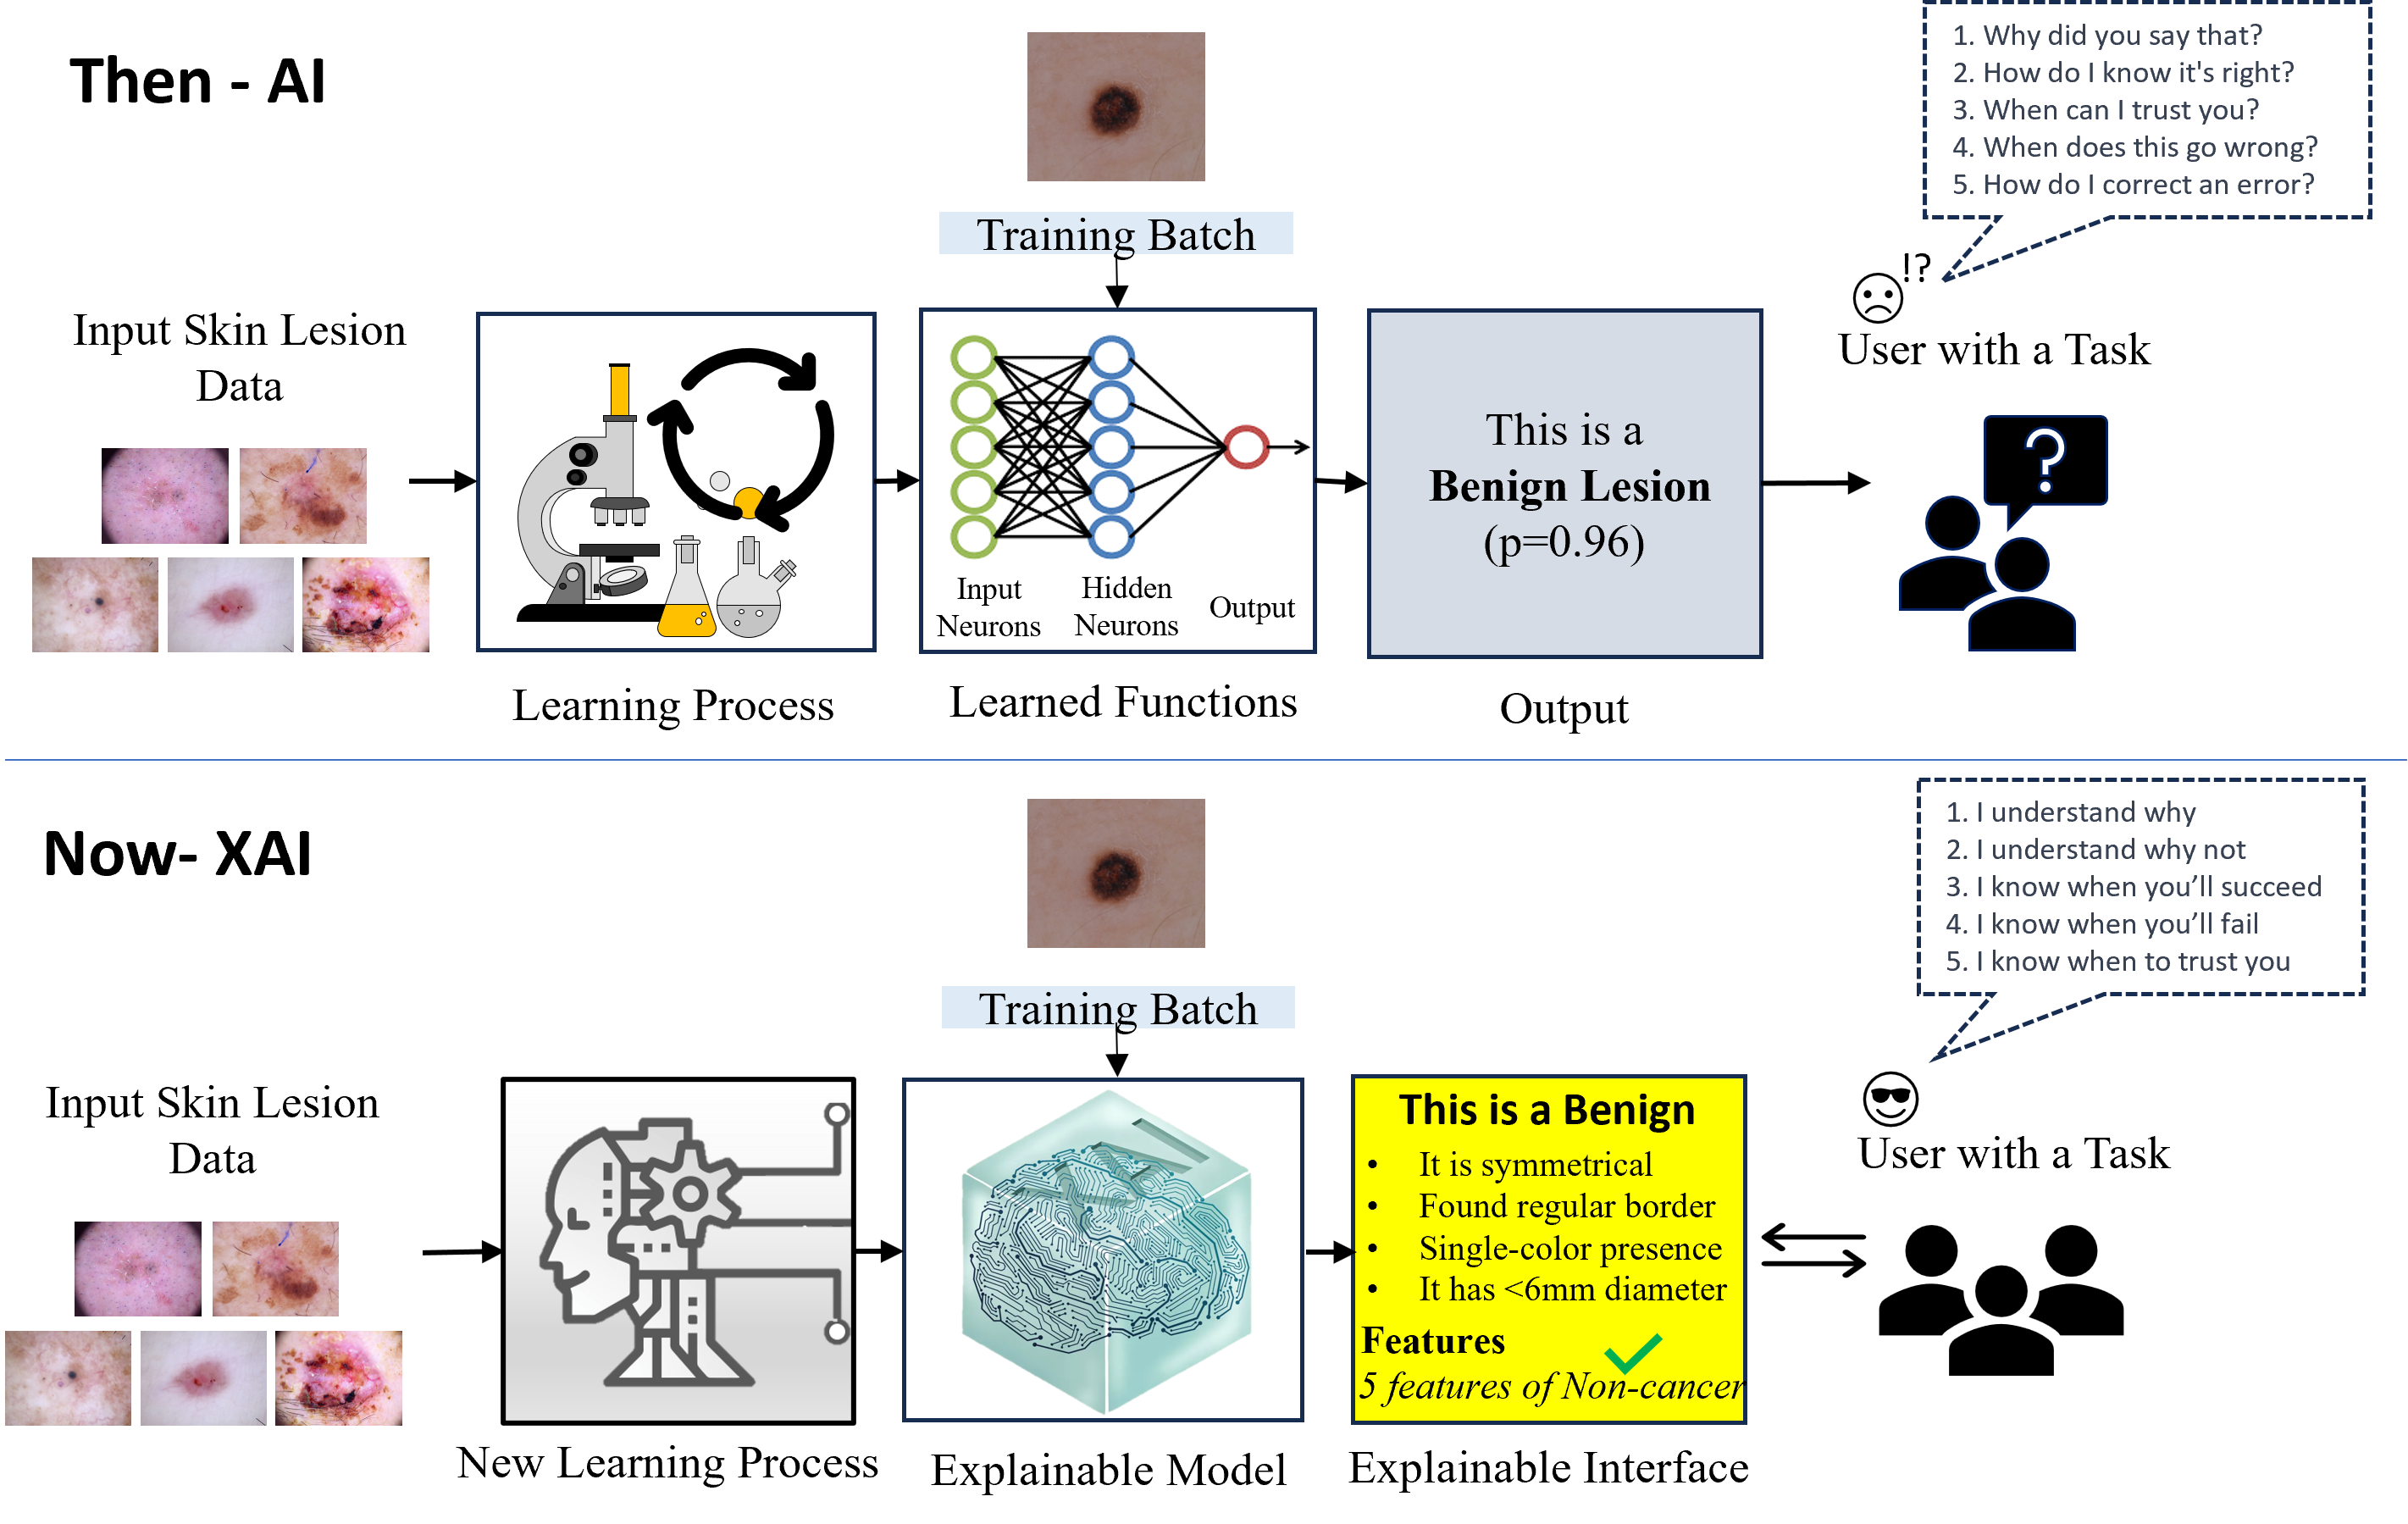 Then - AI
1. Why did you say that?
2. How do I know it's right?
3. When can I trust you?
4. When does this go wrong?
5. How do I correct an error?
Training Batch
!?
User with a Task
Input Skin Lesion
Data
Input
Neurons
Hidden
Neurons
Output
This is a
Benign Lesion
(p=0.96)
?
Learning Process
Learned Functions
Output
Now- XAI
1. I understand why
2. I understand why not
3. I know when you’ll succeed
4. I know when you’ll fail
5. I know when to trust you
Training Batch
User with a Task
Input Skin Lesion
Data
This is a Benign
• It is symmetrical
• Found regular border
• Single-color presence
• It has <6mm diameter
Features
5 features of Non-cancer
New Learning Process
Explainable Model
Explainable Interface